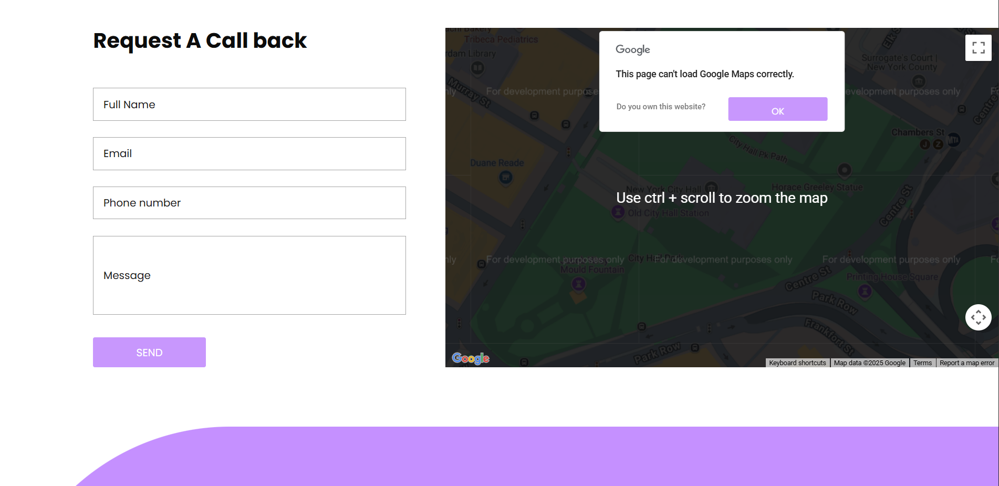 Request A Call back
Full Name
Email
Phone number
Message
SEND
Tribeca Pediatrics
rdam Library
Murray St
For development purposes
Google
This page can't load Google Maps correctly.
Do you own this website?
OK
Elk S
Surrogate's Court |
New York County
velopment purposes only
Centre
Chambers St
J Z
City Hall Pk Path
Duane Reade
New York City Hall
Horace Greeley Statue
Use ctrl + scroll to zoom the map
Old City Hall Station
Centre St
For development purposes only
City Hall Park
For development purposes only
For development purposes only
Mould Fountain
Centre St
Printing House Square
Park Row
Frankfort St
Park Row
Google
Keyboard shortcuts
Map data ©2025 Google
Terms
Report a map error